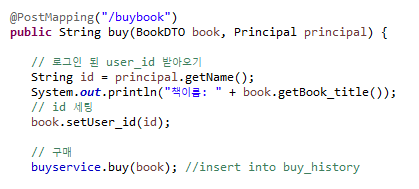 @PostMapping("/buybook")
public String buy(BookDTO book, Principal principal) {
// 로그인 된 user_id 받아오기
String id = principal.getName();
System.out.println("책이름: " + book.getBook_title());
// id 세팅
book.setUser_id(id);
// 구매
buyservice.buy(book); //insert into buy_history